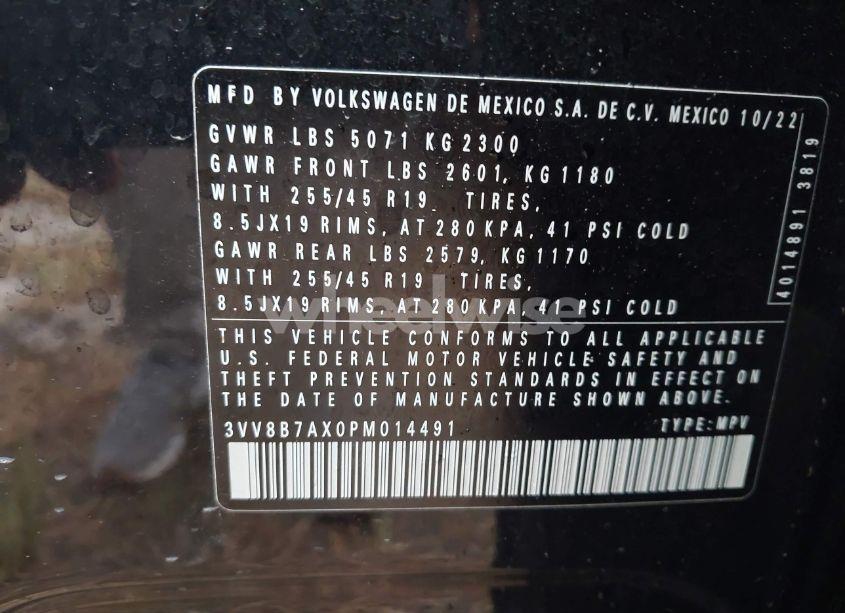 MFD BY VOLKSWAGEN DE MEXICO S.A. DE C.V. MEXICO 10/22
GVWR LBS 5071 KG 2300
GAWR FRONT LBS 2601, KG 1180
WITH 255/45 R19 TIRES,
8.5JX19 RIMS, AT 280 KPA, 41 PSI COLD
GAWR REAR LBS 2579, KG 1170
WITH 255/45 R19 TIRES,
8.5JX19 RIMS, AT 280 KPA, 41 PSI COLD
4014891 3819
wheelwise
THIS VEHICLE CONFORMS TO ALL APPLICABLE
U.S. FEDERAL MOTOR VEHICLE SAFETY AND
THEFT PREVENTION STANDARDS IN EFFECT ON
THE DATE OF MANUFACTURE SHOWN ABOVE.
3VV8B7AX0PM014491 TYPE: MPV